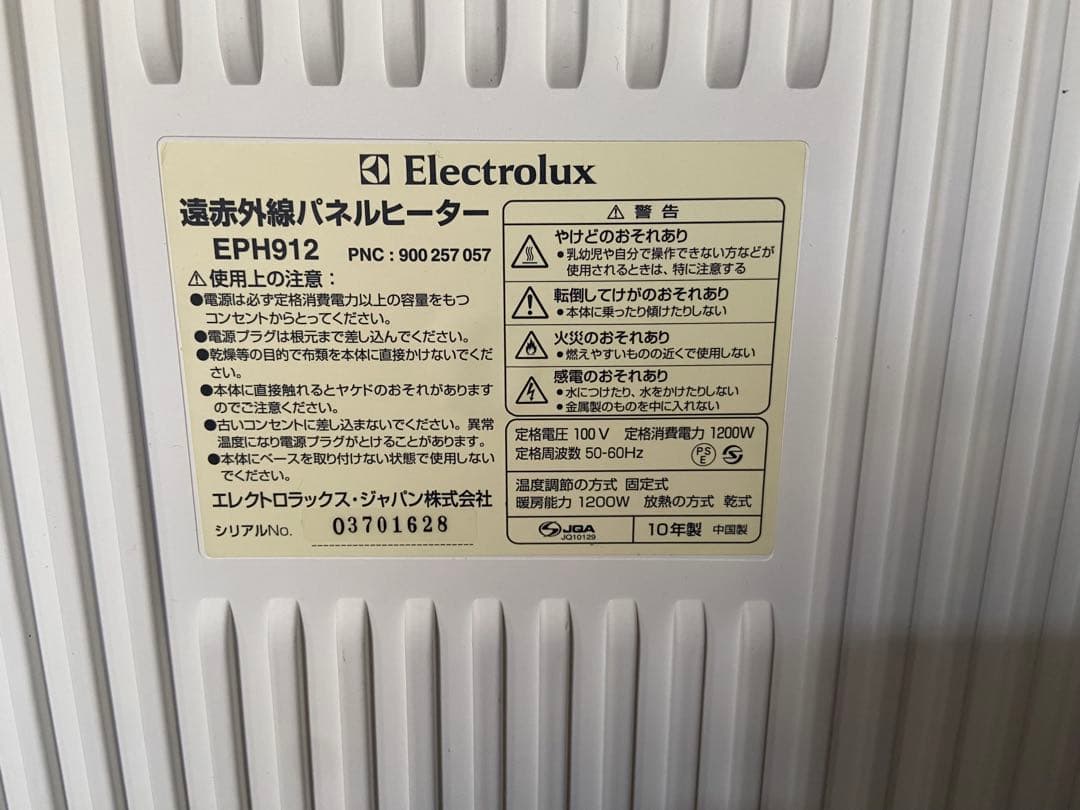 Electrolux
遠赤外線パネルヒーター
EPH912 PNC : 900 257 057
⚠使用上の注意：
●電源は必ず定格消費電力以上の容量をもつ
コンセントからとってください。
●電源プラグは根元まで差し込んでください。
●乾燥等の目的で布類を本体に直接かけないでくだ
さい。
●本体に直接触れるとヤケドのおそれがあります
のでご注意ください。
●古いコンセントに差し込まないでください。異常
温度になり電源プラグがとけることがあります。
●本体にベースを取り付けない状態で使用しない
でください。
エレクトロラックス・ジャパン株式会社
シリアルNo. 03701628
⚠ 警告
やけどのおそれあり
●乳幼児や自分で操作できない方などが
使用されるときは、特に注意する
転倒してけがのおそれあり
●本体に乗ったり傾けたりしない
火災のおそれあり
●燃えやすいものの近くで使用しない
感電のおそれあり
●水につけたり、水をかけたりしない
●金属製のものを中に入れない
定格電圧 100V 定格消費電力 1200W
定格周波数 50-60Hz PSE
温度調節の方式 固定式
暖房能力 1200W 放熱の方式 乾式
JQA
JQ10129
10年製 中国製